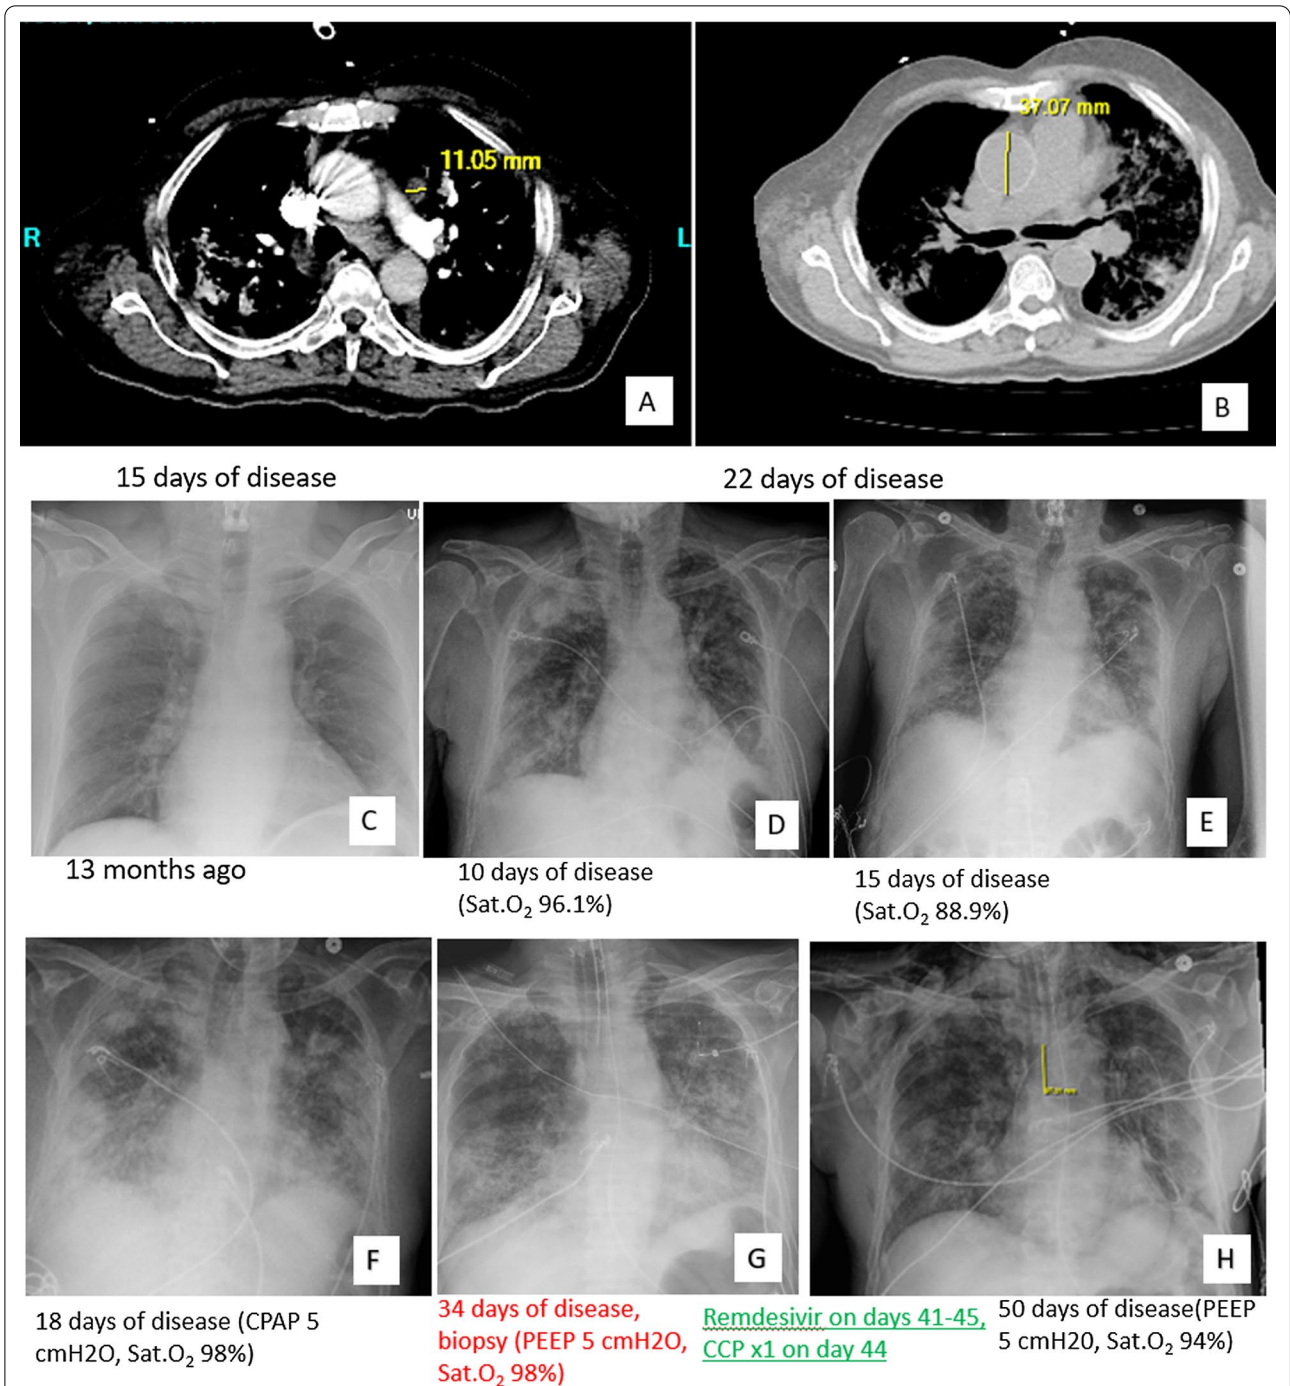 11.05 mm
37.07 mm
R
L
A
B
15 days of disease
22 days of disease
C
D
E
13 months ago
10 days of disease
(Sat.O₂ 96.1%)
15 days of disease
(Sat.O₂ 88.9%)
F
G
H
18 days of disease (CPAP 5
cmH2O, Sat.O₂ 98%)
34 days of disease,
biopsy (PEEP 5 cmH2O,
Sat.O₂ 98%)
Remdesivir on days 41-45,
CCP x1 on day 44
50 days of disease(PEEP
5 cmH20, Sat.O₂ 94%)